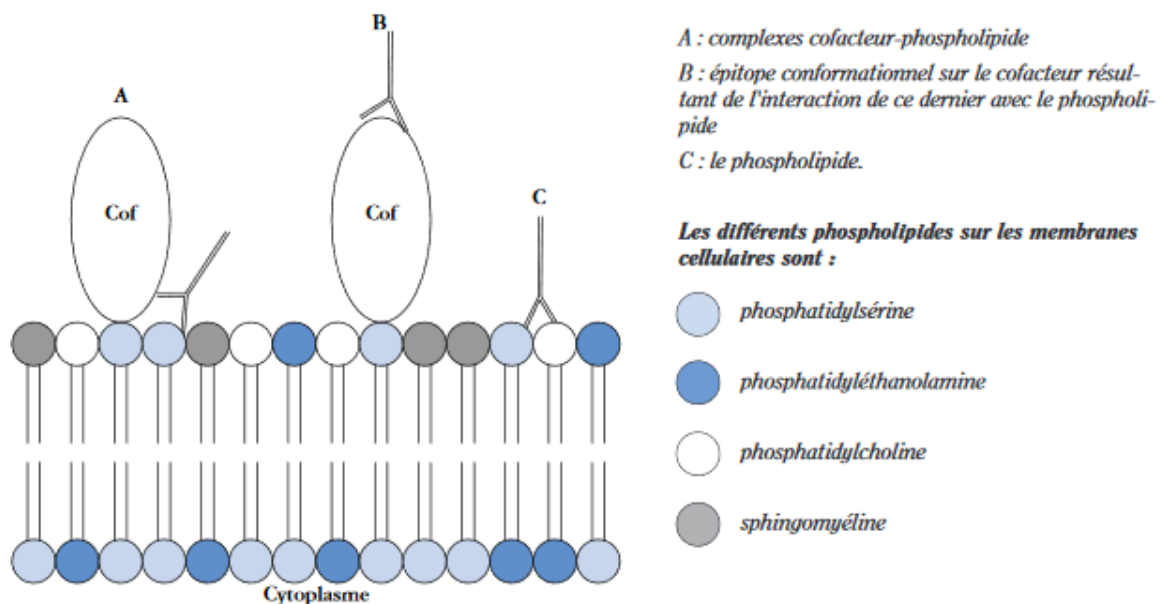 B
A
Cof
Cof
C
Cytoplasme
A : complexes cofacteur-phospholipide
B : épitope conformationnel sur le cofacteur résul-
tant de l'interaction de ce dernier avec le phospholi-
pide
C : le phospholipide.
Les différents phospholipides sur les membranes
cellulaires sont :
phosphatidylsérine
phosphatidyléthanolamine
phosphatidylcholine
sphingomyéline